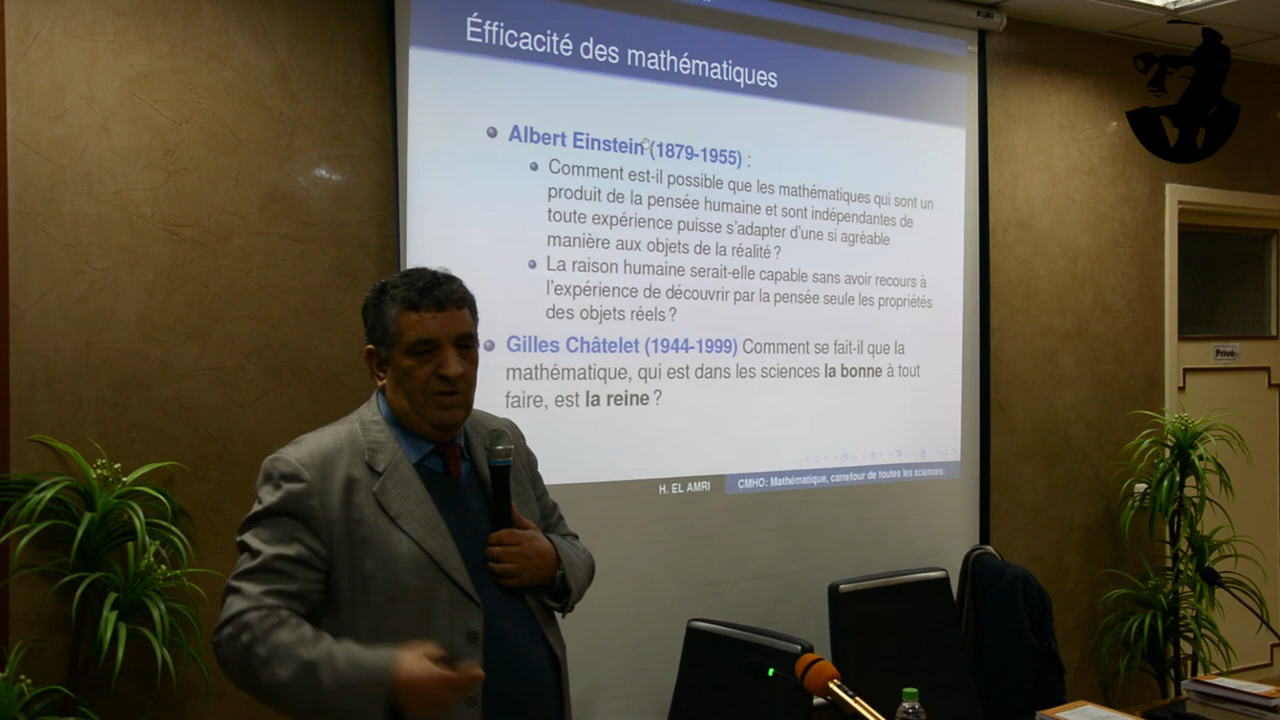 Éfficacité des mathématiques
Albert Einstein (1879-1955) :
Comment est-il possible que les mathématiques qui sont un
produit de la pensée humaine et sont indépendantes de
toute expérience puisse s'adapter d'une si agréable
manière aux objets de la réalité ?
La raison humaine serait-elle capable sans avoir recours à
l'expérience de découvrir par la pensée seule les propriétés
des objets réels ?
Gilles Châtelet (1944-1999) Comment se fait-il que la
mathématique, qui est dans les sciences la bonne à tout
faire, est la reine ?
H. EL AMRI
CMHO: Mathématique, carrefour de toutes les sciences:
Privé